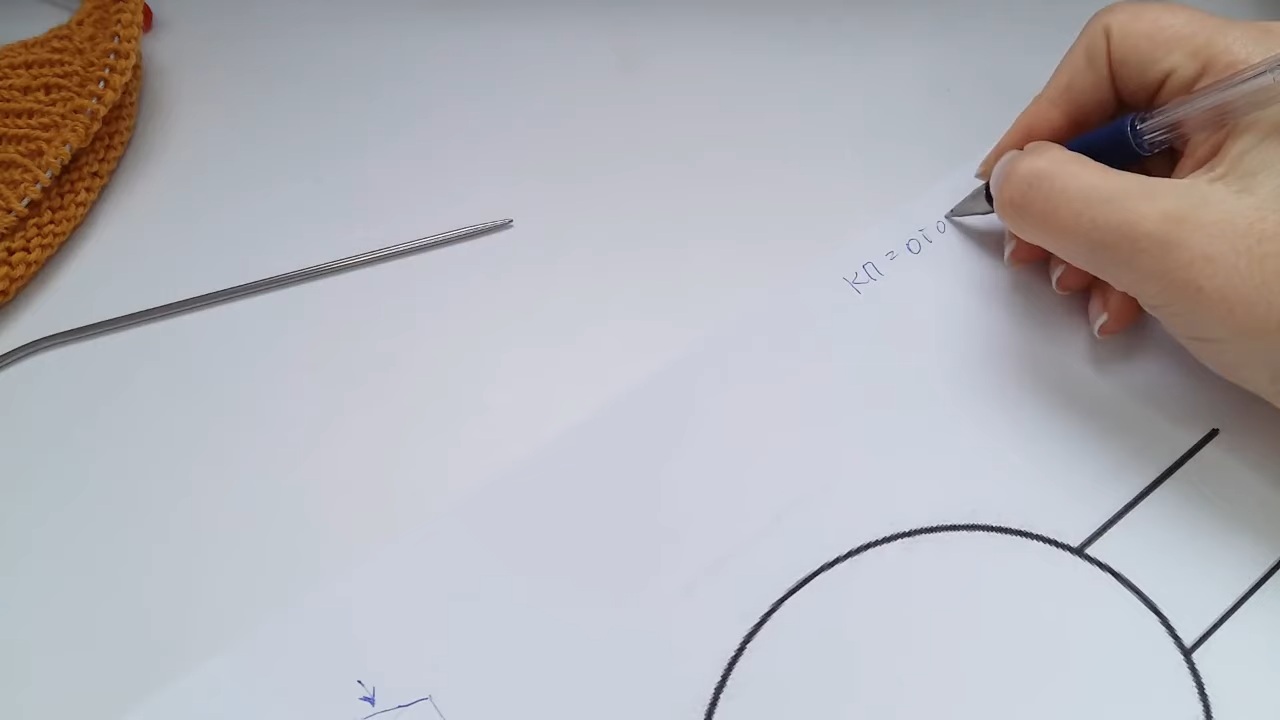 КП = ОГО